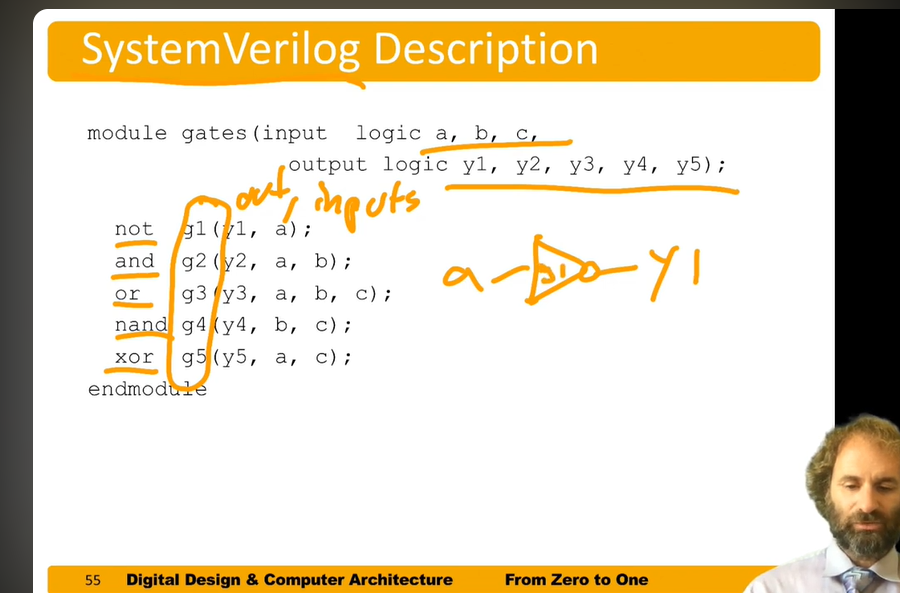 SystemVerilog Description
module gates(input logic a, b, c,
output logic y1, y2, y3, y4, y5);
out, inputs
not g1(y1, a);
and g2(y2, a, b);
or g3(y3, a, b, c);
nand g4(y4, b, c);
xor g5(y5, a, c);
endmodule
a g1 y1
55 Digital Design & Computer Architecture From Zero to One